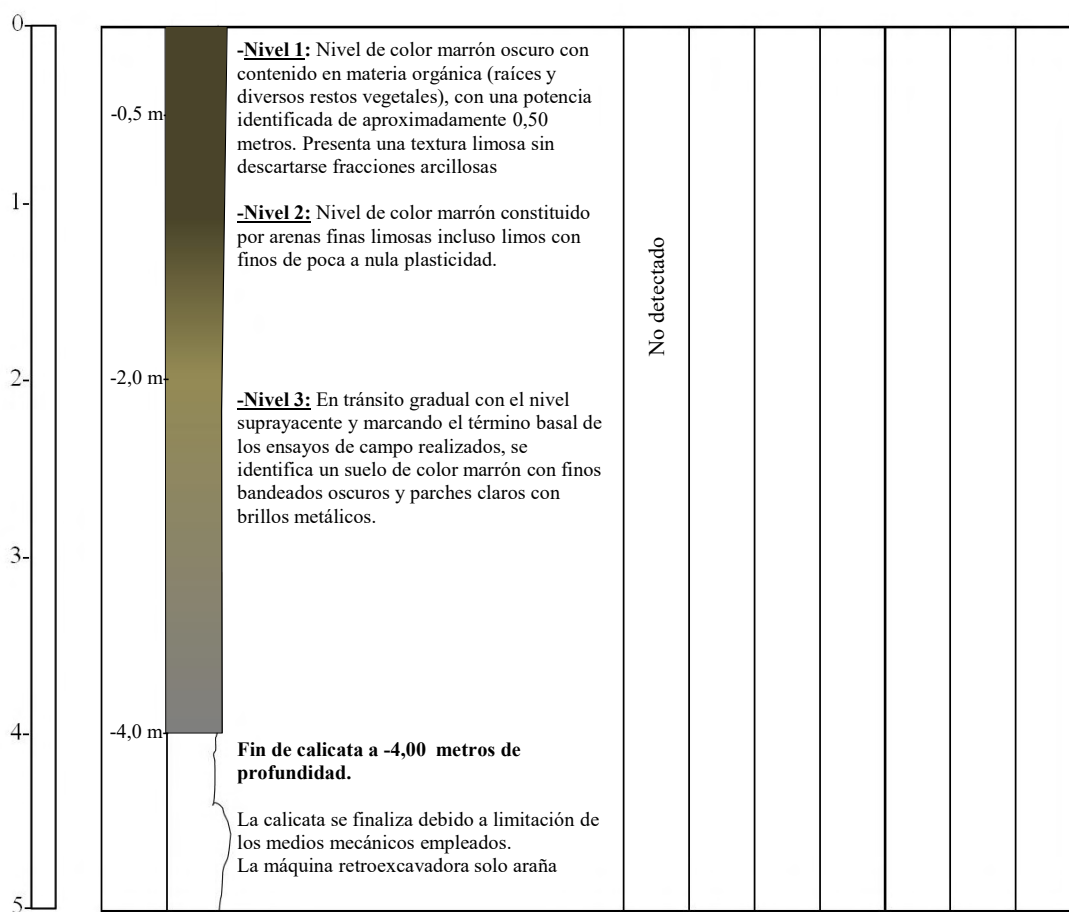 0
1-
2-
3-
4-
5
-0,5 m
-2,0 m
-4,0 m
-Nivel 1: Nivel de color marrón oscuro con
contenido en materia orgánica (raíces y
diversos restos vegetales), con una potencia
identificada de aproximadamente 0,50
metros. Presenta una textura limosa sin
descartarse fracciones arcillosas
-Nivel 2: Nivel de color marrón constituido
por arenas finas limosas incluso limos con
finos de poca a nula plasticidad.
-Nivel 3: En tránsito gradual con el nivel
suprayacente y marcando el término basal de
los ensayos de campo realizados, se
identifica un suelo de color marrón con finos
bandeados oscuros y parches claros con
brillos metálicos.
Fin de calicata a -4,00 metros de
profundidad.
La calicata se finaliza debido a limitación de
los medios mecánicos empleados.
La máquina retroexcavadora solo araña
No detectado